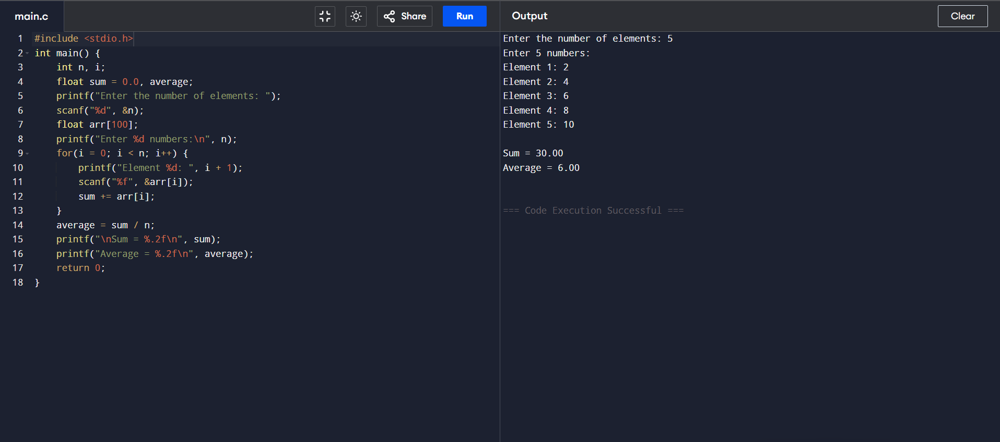 main.c
Share
Run
Output
Clear
1 #include <stdio.h>
2 int main() {
3     int n, i;
4     float sum = 0.0, average;
5     printf("Enter the number of elements: ");
6     scanf("%d", &n);
7     float arr[100];
8     printf("Enter %d numbers:\n", n);
9     for(i = 0; i < n; i++) {
10         printf("Element %d: ", i + 1);
11         scanf("%f", &arr[i]);
12         sum += arr[i];
13     }
14     average = sum / n;
15     printf("\nSum = %.2f\n", sum);
16     printf("Average = %.2f\n", average);
17     return 0;
18 }
Enter the number of elements: 5
Enter 5 numbers:
Element 1: 2
Element 2: 4
Element 3: 6
Element 4: 8
Element 5: 10
Sum = 30.00
Average = 6.00
=== Code Execution Successful ===